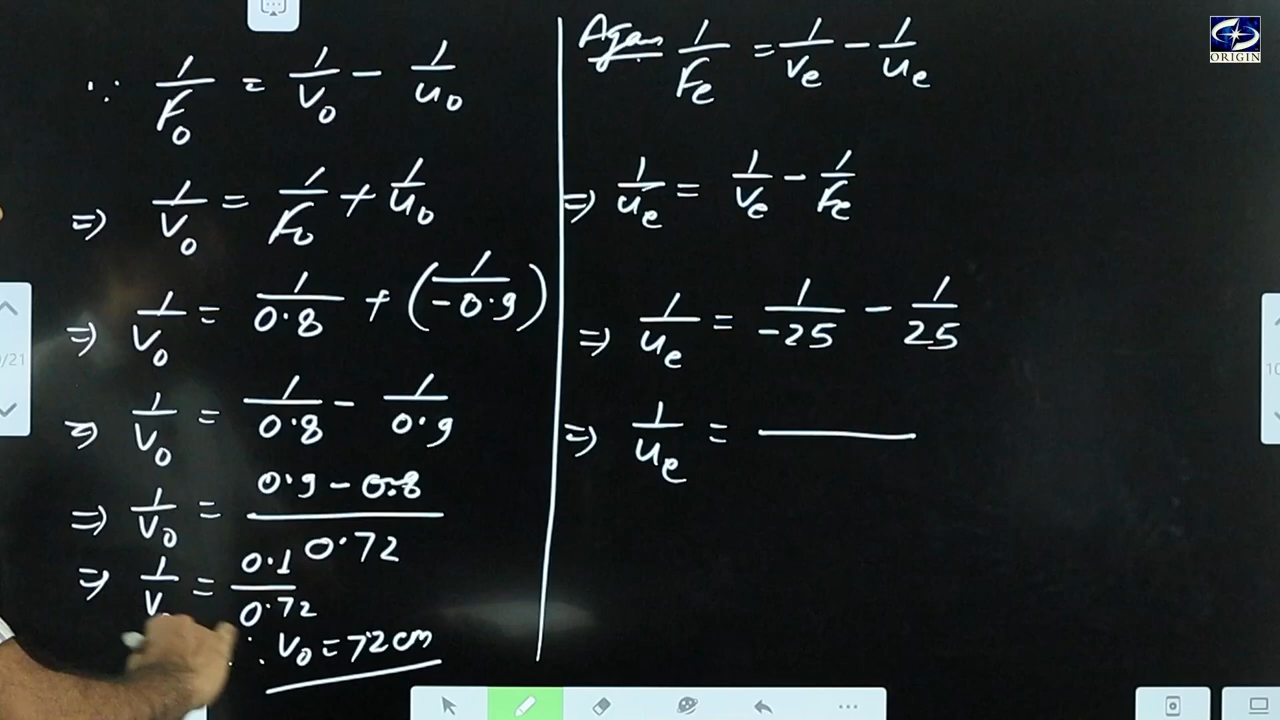 ∵ 1/F₀ = 1/V₀ − 1/u₀
⇒ 1/V₀ = 1/F₀ + 1/u₀
⇒ 1/V₀ = 1/0.8 + (1/−0.9)
⇒ 1/V₀ = 1/0.8 − 1/0.9
⇒ 1/V₀ = 0.9 − 0.8/0.72
⇒ 1/V₀ = 0.1/0.72
∴ V₀ = 7.2 cm
Again 1/Fe = 1/Ve − 1/ue
⇒ 1/ue = 1/Ve − 1/Fe
⇒ 1/ue = 1/−25 − 1/25
⇒ 1/ue =
ORIGIN
/21
10